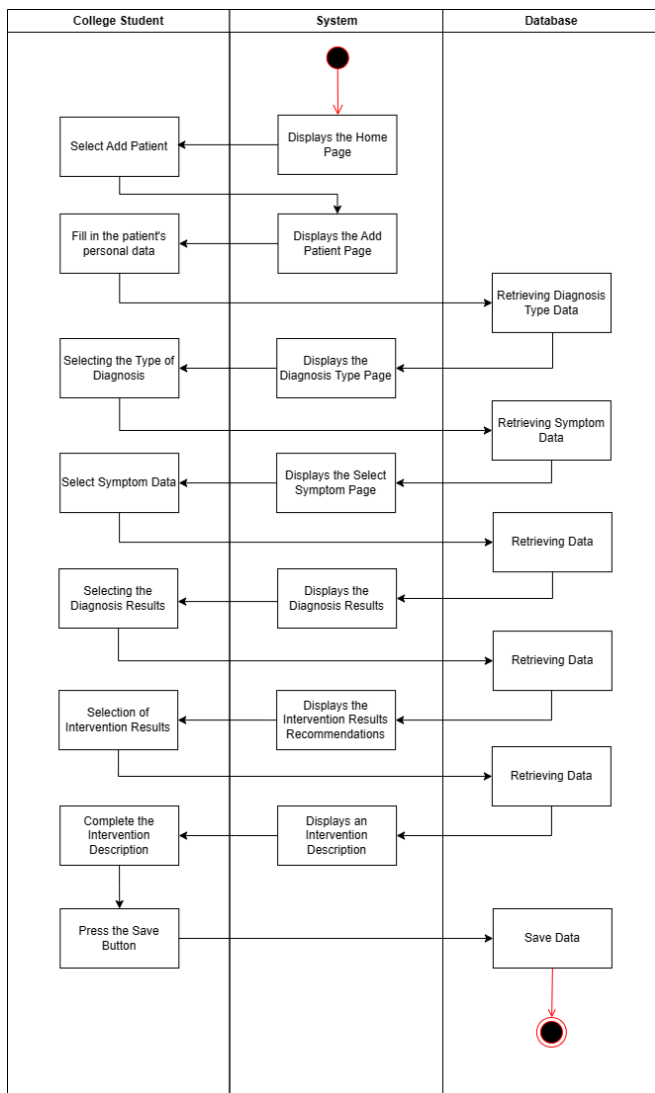 College Student
System
Database
Select Add Patient
Displays the Home
Page
Fill in the patient's
personal data
Displays the Add
Patient Page
Retrieving Diagnosis
Type Data
Selecting the Type of
Diagnosis
Displays the
Diagnosis Type Page
Retrieving Symptom
Data
Select Symptom Data
Displays the Select
Symptom Page
Retrieving Data
Selecting the
Diagnosis Results
Displays the
Diagnosis Results
Retrieving Data
Selection of
Intervention Results
Displays the
Intervention Results
Recommendations
Retrieving Data
Complete the
Intervention
Description
Displays an
Intervention
Description
Press the Save
Button
Save Data